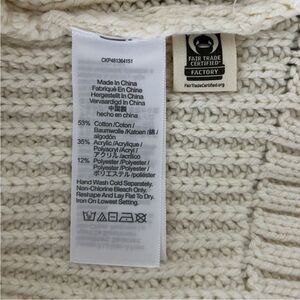 CKF481364151
Made In China
Fabriqué En Chine
Hergestellt In China
Vervaardigd In China
中国製
hecho en china
53% Cotton /Coton /
Baumwolle /Katoen /綿 /
algodón
35% Acrylic /Acrylique /
Polyacryl /Acryl /
アクリル /acrílico
12% Polyester /Polyester /
Polyester /Polyester /
ポリエステル /poliéster
Hand Wash Cold Separately.
Non-Chlorine Bleach Only.
Reshape And Lay Flat To Dry.
Iron On Lowest Setting.
FAIR TRADE
CERTIFIED
FACTORY
FairTradeCertified.org